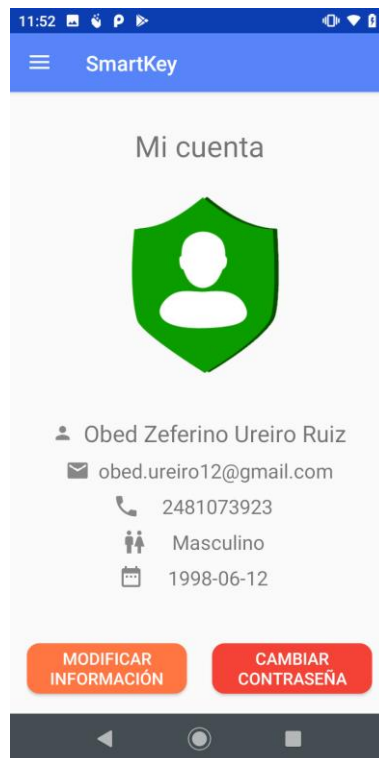 11:52
SmartKey
Mi cuenta
Obed Zeferino Ureiro Ruiz
obed.ureiro12@gmail.com
2481073923
Masculino
1998-06-12
MODIFICAR
INFORMACIÓN
CAMBIAR
CONTRASEÑA